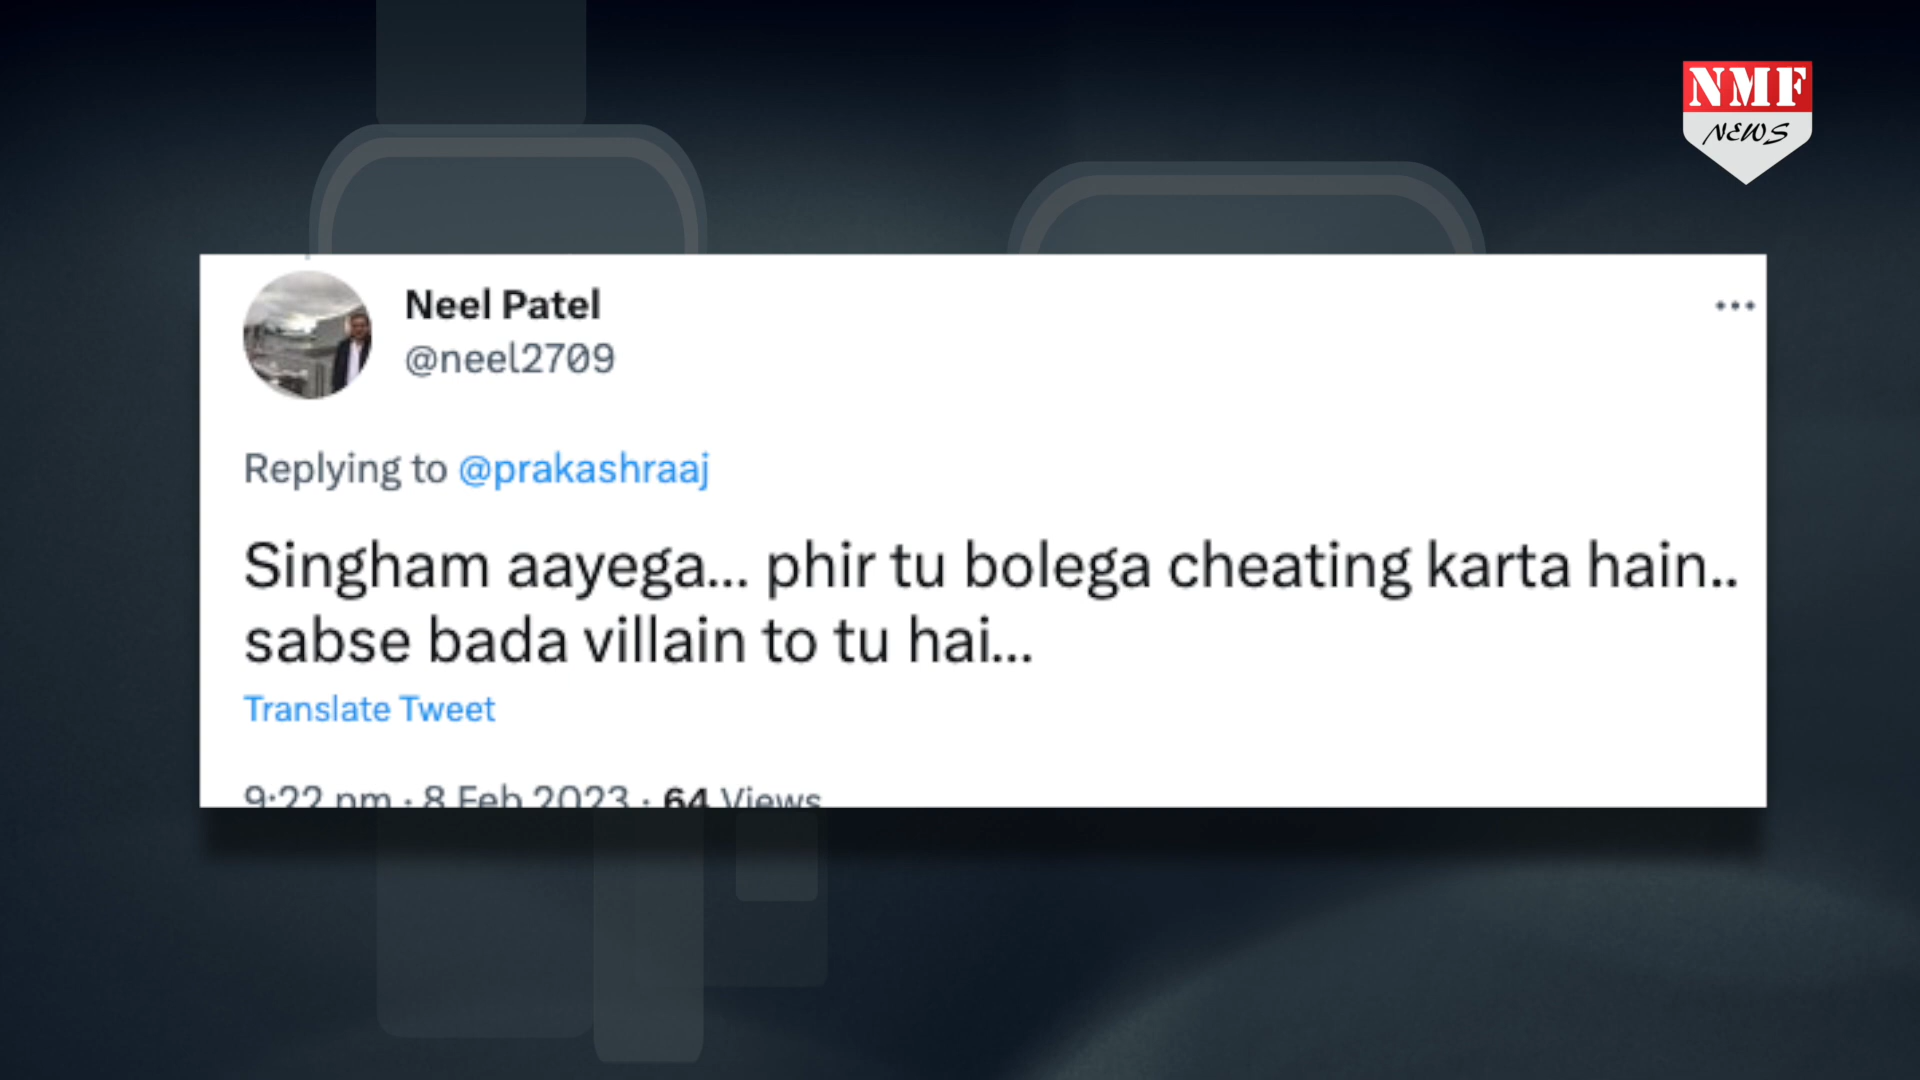 NMF
NEWS
Neel Patel
@neel2709
Replying to @prakashraaj
Singham aayega... phir tu bolega cheating karta hain..
sabse bada villain to tu hai...
Translate Tweet
9:22 pm · 8 Feb 2023 · 64 Views